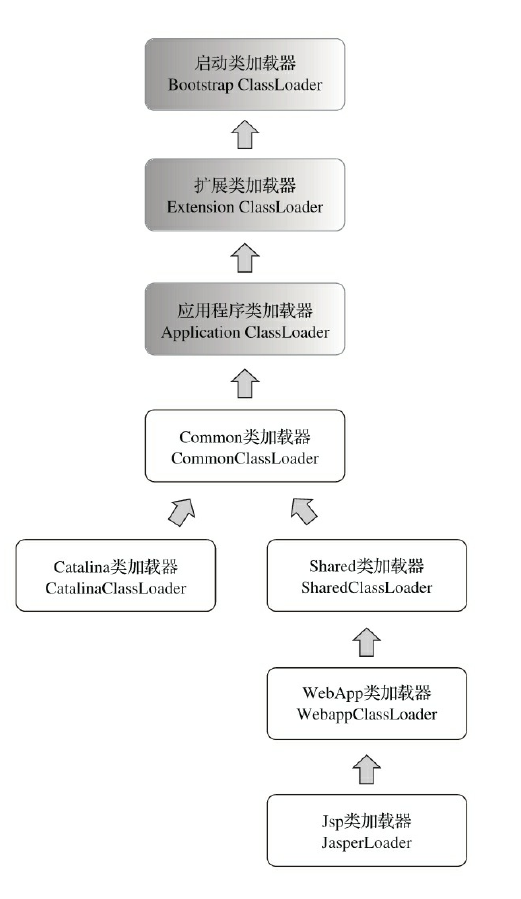 启动类加载器
Bootstrap ClassLoader
扩展类加载器
Extension ClassLoader
应用程序类加载器
Application ClassLoader
Common类加载器
CommonClassLoader
Catalina类加载器
CatalinaClassLoader
Shared类加载器
SharedClassLoader
WebApp类加载器
WebappClassLoader
Jsp类加载器
JasperLoader